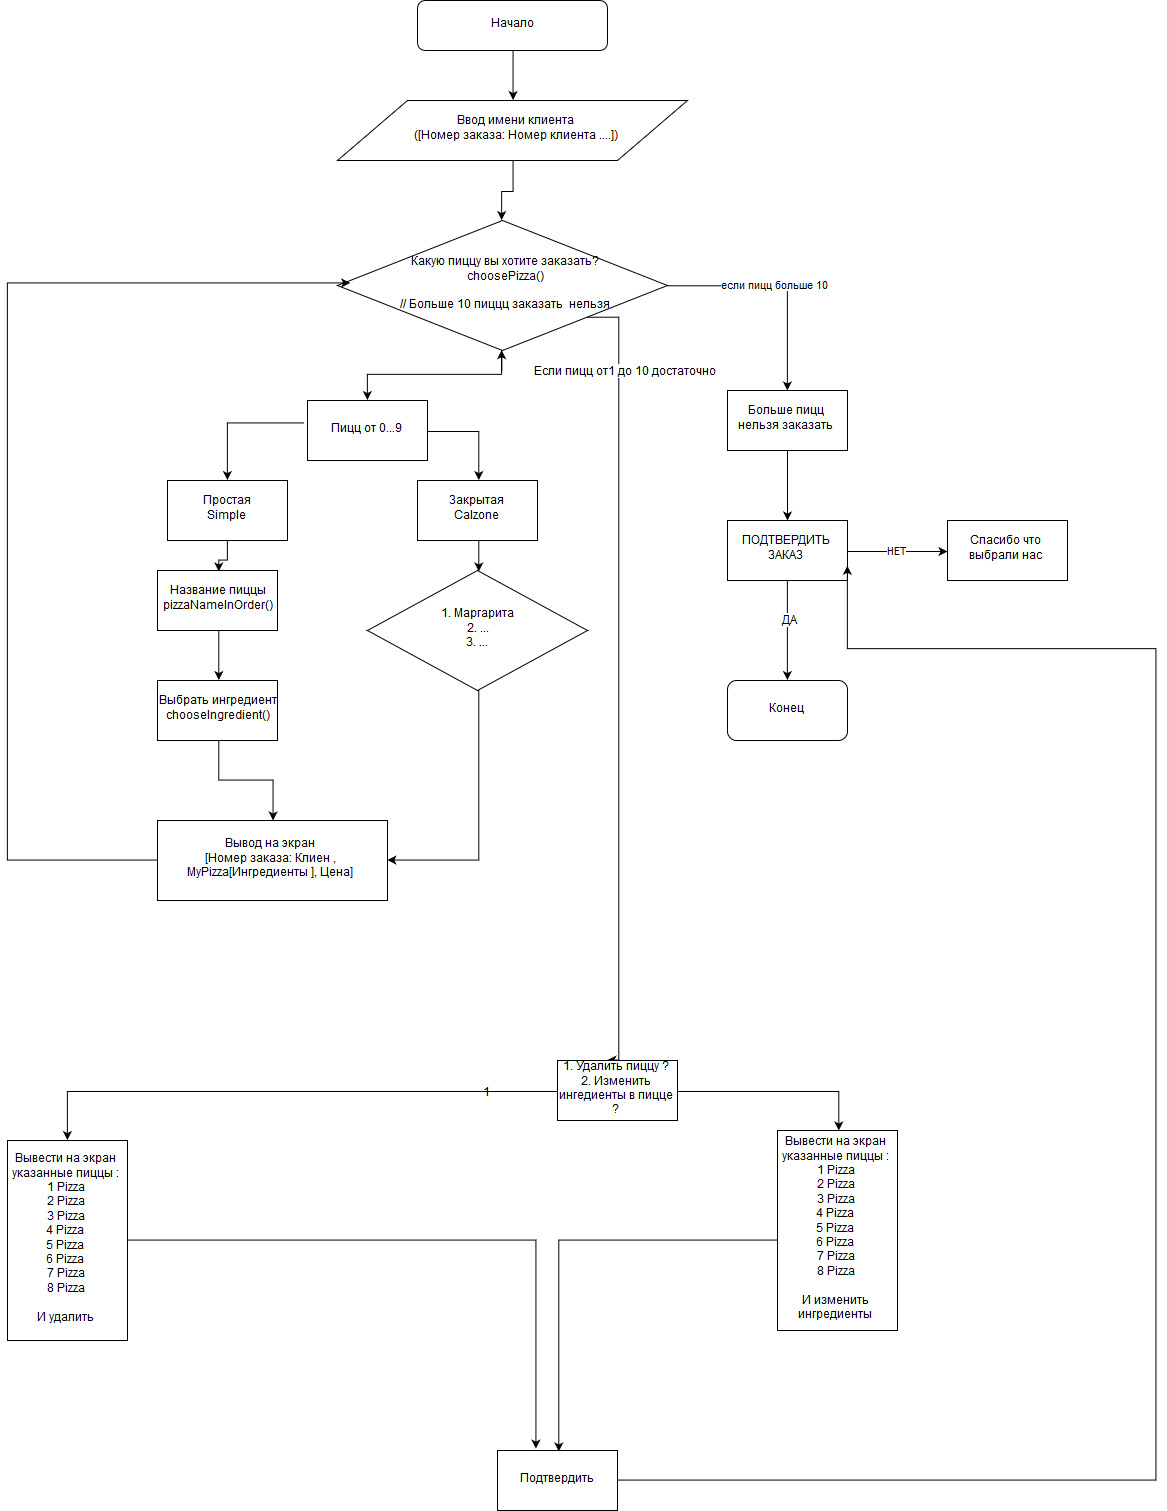 Начало
Ввод имени клиента
([Номер заказа: Номер клиента ....])
Какую пиццу вы хотите заказать?
choosePizza()
// Больше 10 пиццц заказать  нельзя
если пицц больше 10
Если пицц от1 до 10 достаточно
Больше пицц
нельзя заказать
Пицц от 0...9
Простая
Simple
Закрытая
Calzone
ПОДТВЕРДИТЬ
ЗАКАЗ
НЕТ
Спасибо что
выбрали нас
Название пиццы
pizzaNameInOrder()
1. Маргарита
2. ...
3. ...
ДА
Выбрать ингредиент
chooseIngredient()
Конец
Вывод на экран
[Номер заказа: Клиен ,
MyPizza[Ингредиенты ], Цена]
1. Удалить пиццу ?
2. Изменить
ингедиенты в пицце
?
1
Вывести на экран
указанные пиццы :
1 Pizza
2 Pizza
3 Pizza
4 Pizza
5 Pizza
6 Pizza
7 Pizza
8 Pizza
И удалить
Вывести на экран
указанные пиццы :
1 Pizza
2 Pizza
3 Pizza
4 Pizza
5 Pizza
6 Pizza
7 Pizza
8 Pizza
И изменить
ингредиенты
Подтвердить